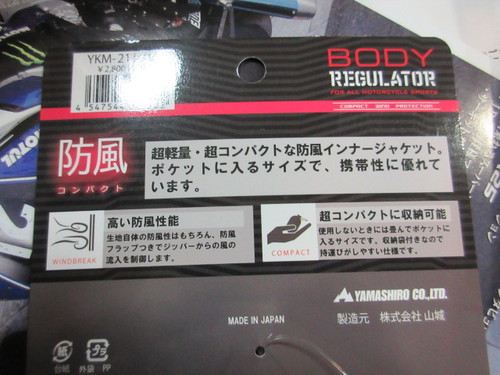 YKM-21
¥2,800
BODY
REGULATOR
FOR ALL MOTORCYCLE SPORTS
COMPACT WIND PROTECTION
防風
コンパクト
超軽量・超コンパクトな防風インナージャケット。
ポケットに入るサイズで、携帯性に優れて
います。
WINDBREAK
高い防風性能
生地自体の防風性はもちろん、防風
フラップつきでジッパーからの風の
流入を制御します。
COMPACT
超コンパクトに収納可能
使用しないときには畳んでポケット
に入るサイズです。収納袋付きなので
持運びがしやすい仕様です。
YAMASHIRO CO.,LTD.
MADE IN JAPAN
製造元 株式会社 山城
紙
プラ
台紙
外袋 PP